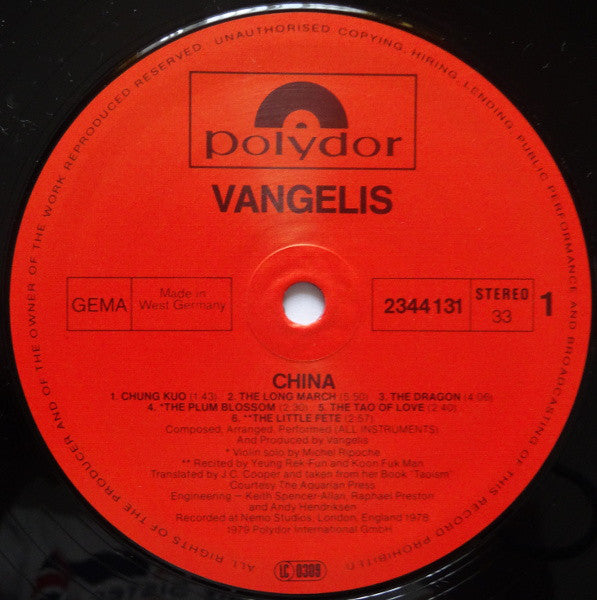 ALL RIGHTS OF THE PRODUCER AND OF THE OWNER OF THE WORK REPRODUCED RESERVED. UNAUTHORISED COPYING, HIRING, LENDING, PUBLIC PERFORMANCE AND BROADCASTING OF THIS RECORD PROHIBITED
polydor
VANGELIS
GEMA
Made in
West Germany
2344131
STEREO
33
1
CHINA
1. CHUNG KUO (1:43) 2. THE LONG MARCH (5:50) 3. THE DRAGON (4:06)
4. *THE PLUM BLOSSOM (2:30) 5. THE TAO OF LOVE (2:40)
6. **THE LITTLE FETE (2:57)
Composed, Arranged, Performed (ALL INSTRUMENTS)
And Produced by Vangelis
* Violin solo by Michel Ripoche
** Recited by Yeung Hak-Fun and Koon Fuk Man
Translated by J.C. Cooper and taken from her Book "Taoism"
Courtesy The Aquarian Press
Engineering – Keith Spencer-Allan, Raphael Preston
and Andy Hendriksen
Recorded at Nemo Studios, London, England 1978
1979 Polydor International GmbH
LC 0309